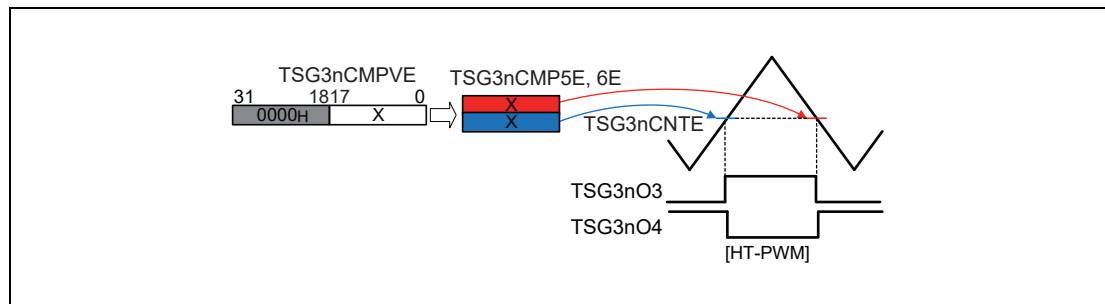 TSG3nCMPVE
TSG3nCMP5E, 6E
31 1817 0
0000H X
X
X
TSG3nCNTE
TSG3nO3
TSG3nO4
[HT-PWM]